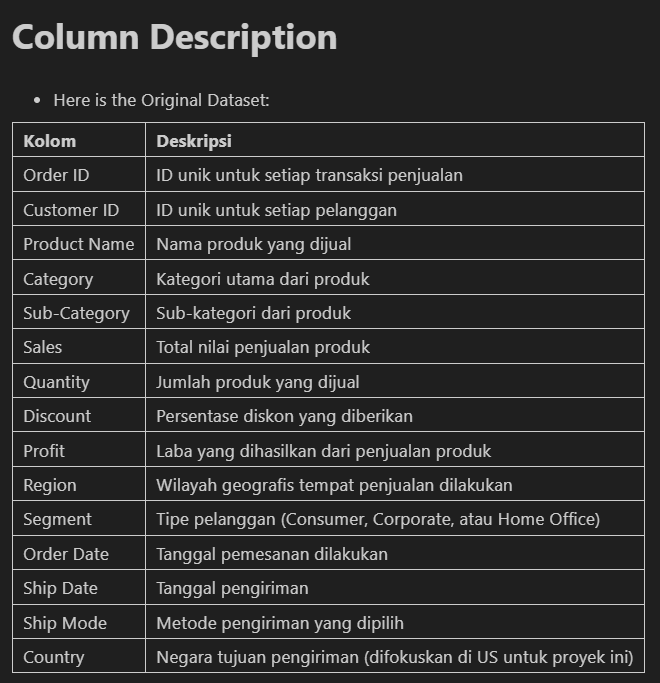 Column Description
• Here is the Original Dataset:
Kolom Deskripsi
Order ID ID unik untuk setiap transaksi penjualan
Customer ID ID unik untuk setiap pelanggan
Product Name Nama produk yang dijual
Category Kategori utama dari produk
Sub-Category Sub-kategori dari produk
Sales Total nilai penjualan produk
Quantity Jumlah produk yang dijual
Discount Persentase diskon yang diberikan
Profit Laba yang dihasilkan dari penjualan produk
Region Wilayah geografis tempat penjualan dilakukan
Segment Tipe pelanggan (Consumer, Corporate, atau Home Office)
Order Date Tanggal pemesanan dilakukan
Ship Date Tanggal pengiriman
Ship Mode Metode pengiriman yang dipilih
Country Negara tujuan pengiriman (difokuskan di US untuk proyek ini)